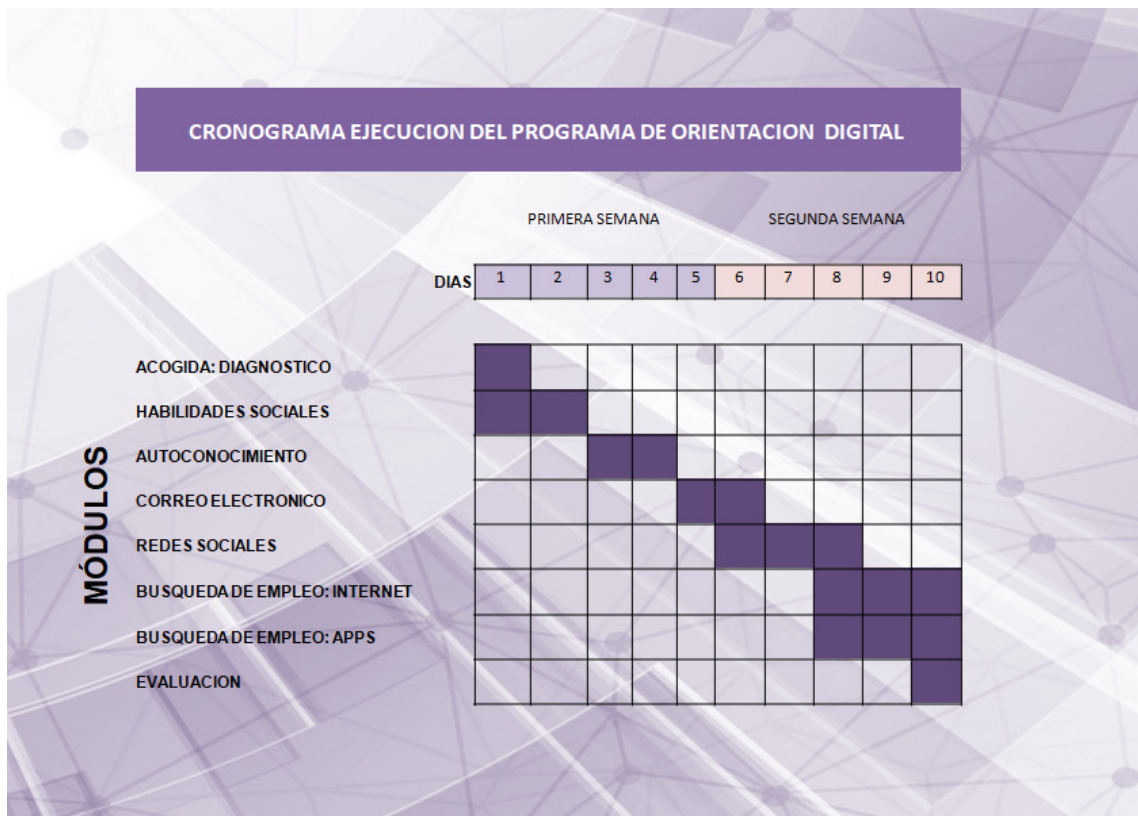 CRONOGRAMA EJECUCION DEL PROGRAMA DE ORIENTACION DIGITAL
PRIMERA SEMANA SEGUNDA SEMANA
DIAS 1 2 3 4 5 6 7 8 9 10
MÓDULOS
ACOGIDA: DIAGNOSTICO
HABILIDADES SOCIALES
AUTOCONOCIMIENTO
CORREO ELECTRONICO
REDES SOCIALES
BUSQUEDA DE EMPLEO: INTERNET
BUSQUEDA DE EMPLEO: APPS
EVALUACION